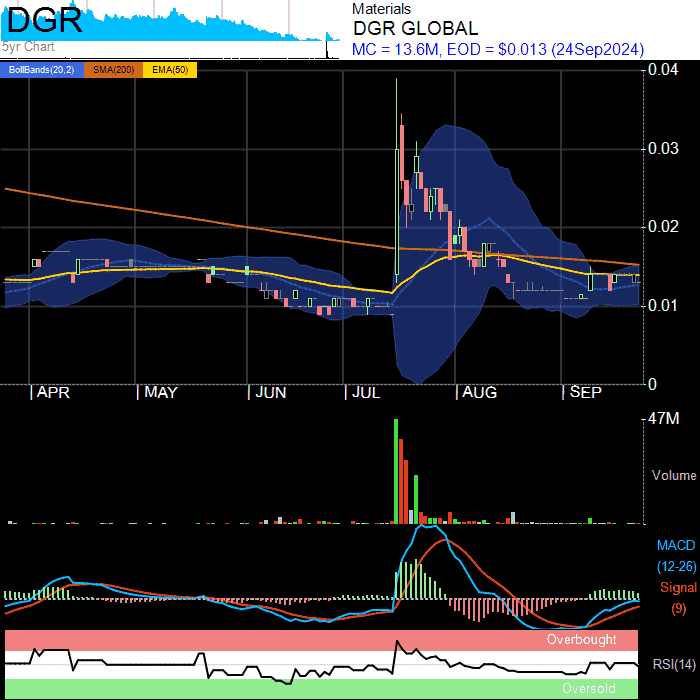 DGR
5yr Chart
Materials
DGR GLOBAL
MC = 13.6M, EOD = $0.013 (24Sep2024)
BollBands(20,2) SMA(200) EMA(50)
0.04
0.03
0.02
0.01
0
APR MAY JUN JUL AUG SEP
47M
Volume
MACD
(12-26)
Signal
(9)
Overbought
RSI(14)
Oversold